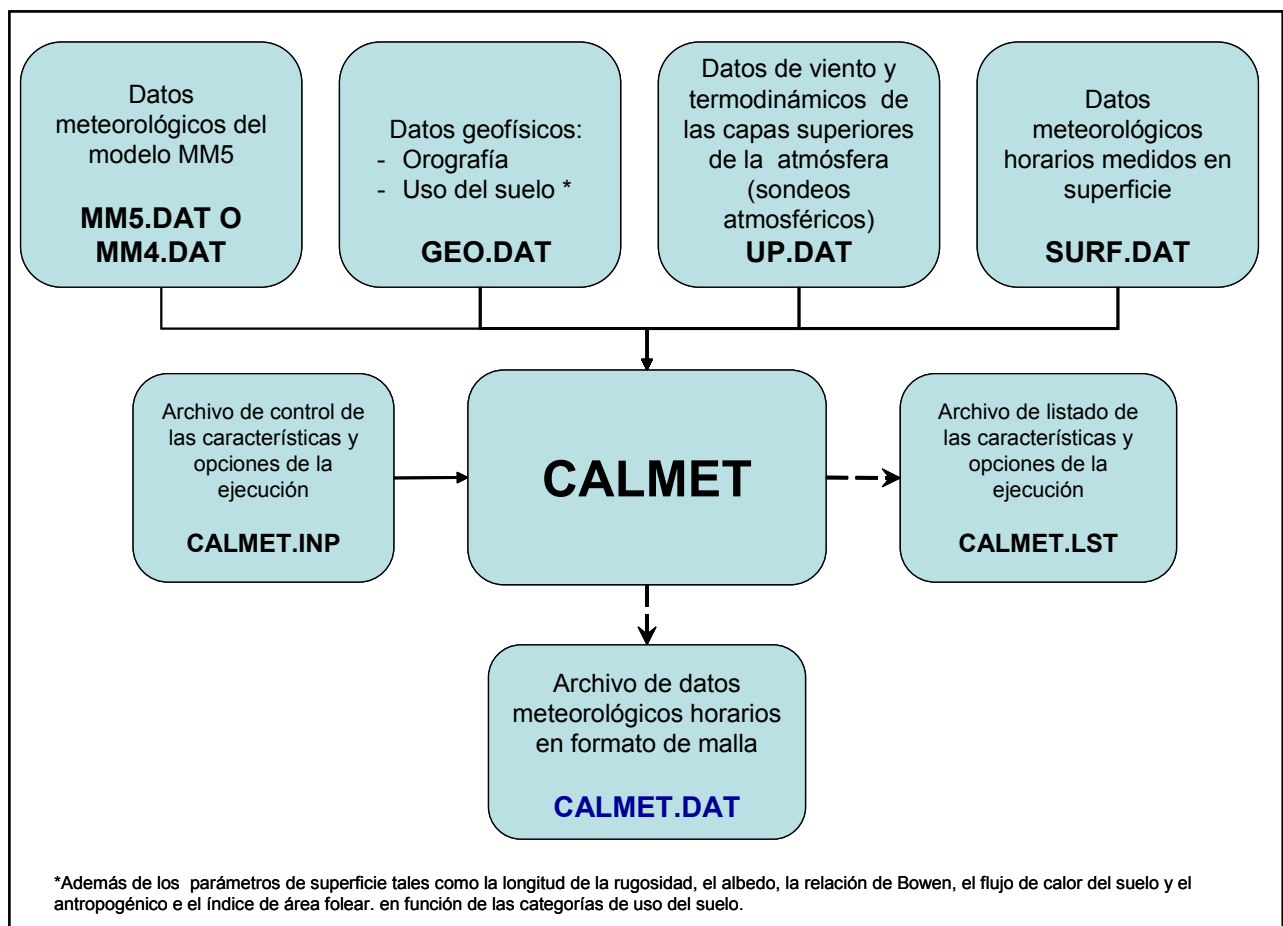 Datos
meteorológicos del
modelo MM5
MM5.DAT O
MM4.DAT
Datos geofísicos:
- Orografía
- Uso del suelo *
GEO.DAT
Datos de viento y
termodinámicos de
las capas superiores
de la atmósfera
(sondeos
atmosféricos)
UP.DAT
Datos
meteorológicos
horarios medidos en
superficie
SURF.DAT
Archivo de control de
las características y
opciones de la
ejecución
CALMET.INP
CALMET
Archivo de listado de
las características y
opciones de la
ejecución
CALMET.LST
Archivo de datos
meteorológicos horarios
en formato de malla
CALMET.DAT
*Además de los parámetros de superficie tales como la longitud de la rugosidad, el albedo, la relación de Bowen, el flujo de calor del suelo y el
antropogénico e el índice de área folear. en función de las categorías de uso del suelo.